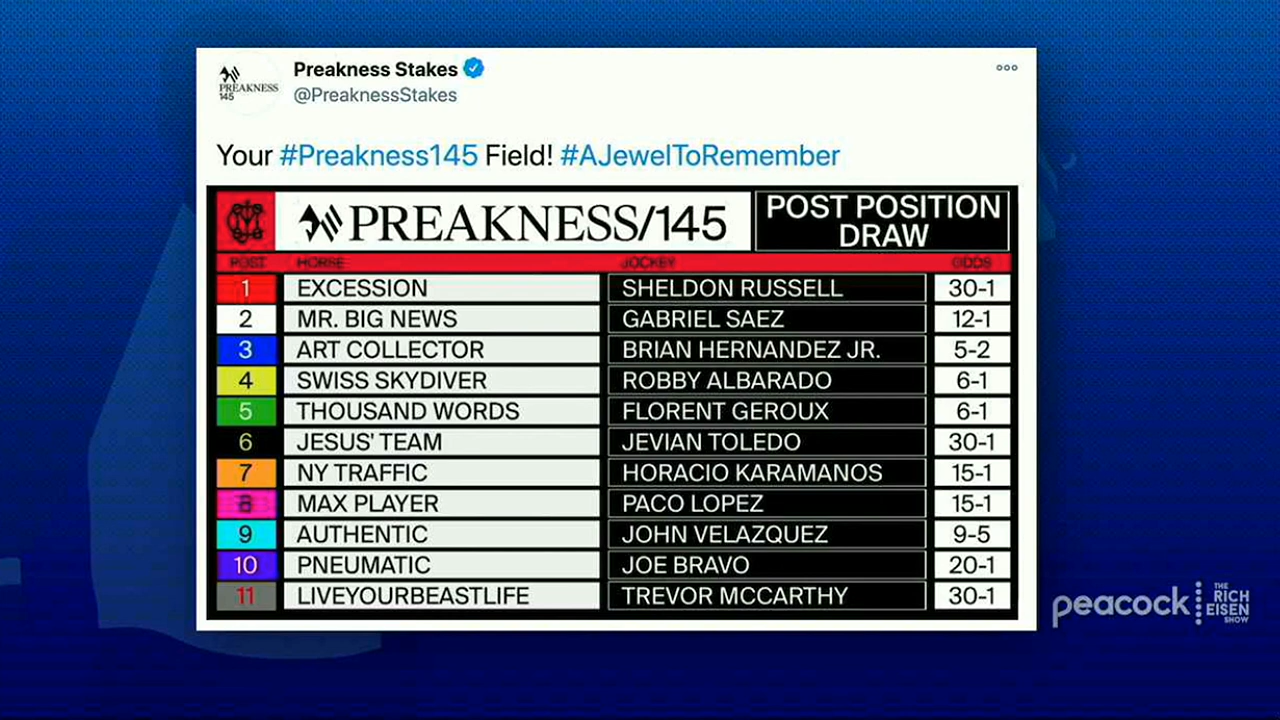 Preakness Stakes
@PreaknessStakes
PREAKNESS
145
Your #Preakness145 Field! #AJewelToRemember
PREAKNESS/145
POST POSITION
DRAW
POST HORSE JOCKEY ODDS
1 EXCESSION SHELDON RUSSELL 30-1
2 MR. BIG NEWS GABRIEL SAEZ 12-1
3 ART COLLECTOR BRIAN HERNANDEZ JR. 5-2
4 SWISS SKYDIVER ROBBY ALBARADO 6-1
5 THOUSAND WORDS FLORENT GEROUX 6-1
6 JESUS' TEAM JEVIAN TOLEDO 30-1
7 NY TRAFFIC HORACIO KARAMANOS 15-1
8 MAX PLAYER PACO LOPEZ 15-1
9 AUTHENTIC JOHN VELAZQUEZ 9-5
10 PNEUMATIC JOE BRAVO 20-1
11 LIVEYOURBEASTLIFE TREVOR MCCARTHY 30-1
peacock
THE
RICH
EISEN
SHOW